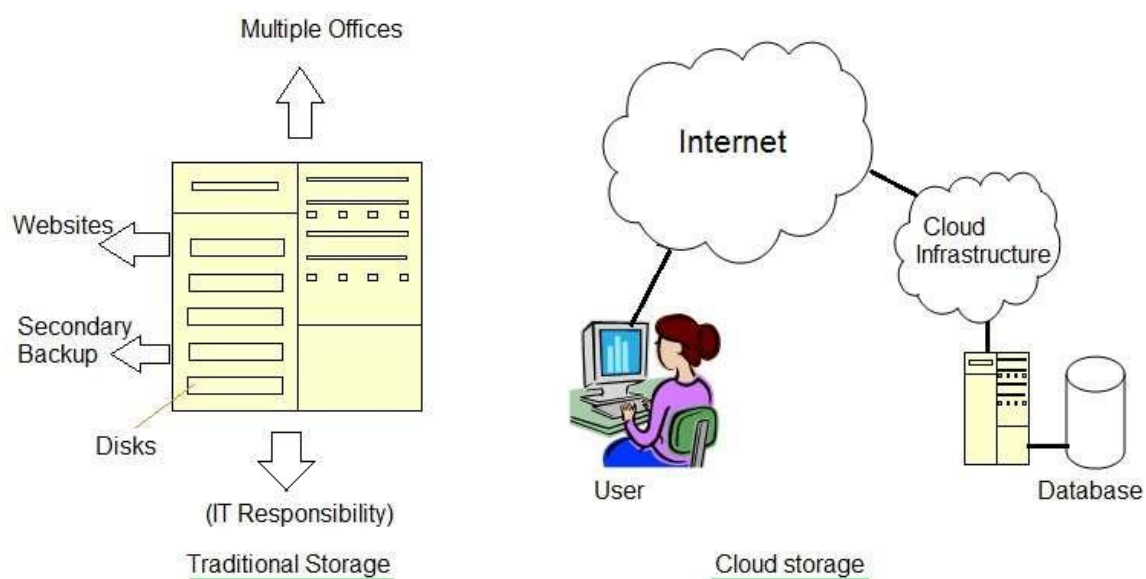 Multiple Offices
Websites
Secondary
Backup
Disks
(IT Responsibility)
Traditional Storage
Internet
Cloud
Infrastructure
User
Database
Cloud storage